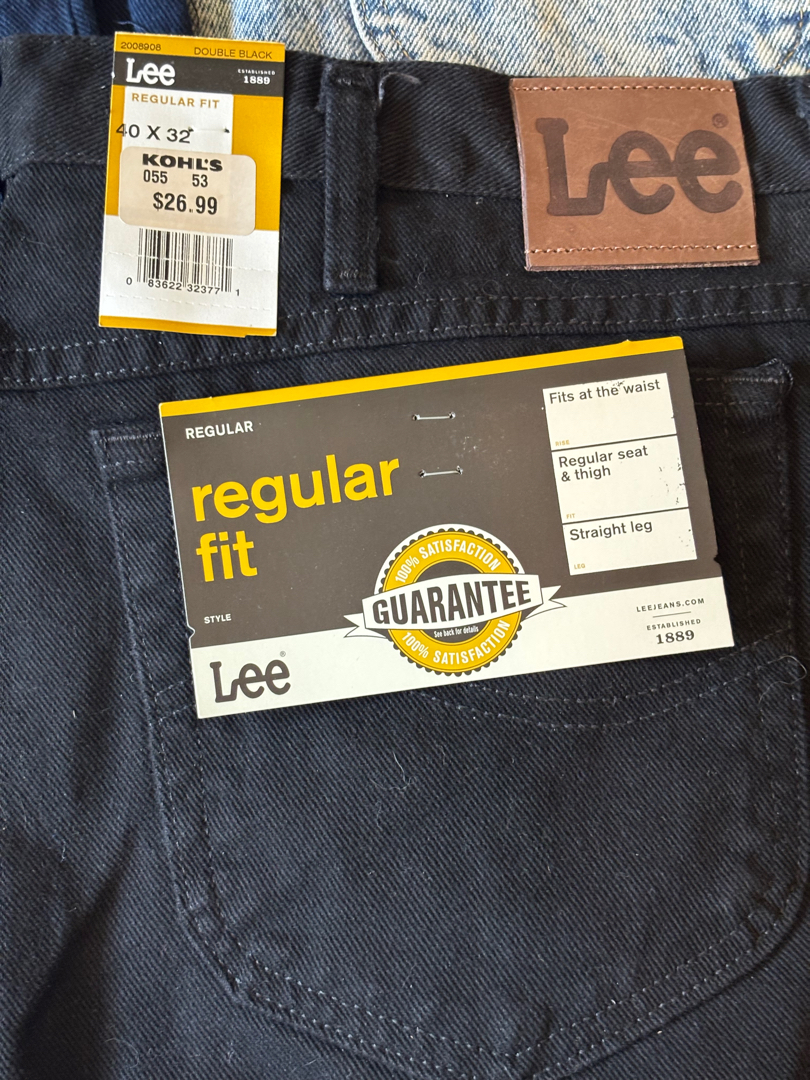 2008908 DOUBLE BLACK
Lee
ESTABLISHED
1889
REGULAR FIT
40 X 32
KOHL'S
055 53
$26.99
0 83622 32377 1
Lee
®
REGULAR
regular
fit
STYLE
Lee®
100% SATISFACTION
GUARANTEE
See back for details
100% SATISFACTION
Fits at the waist
RISE
Regular seat
& thigh
FIT
Straight leg
LEG
LEEJEANS.COM
ESTABLISHED
1889